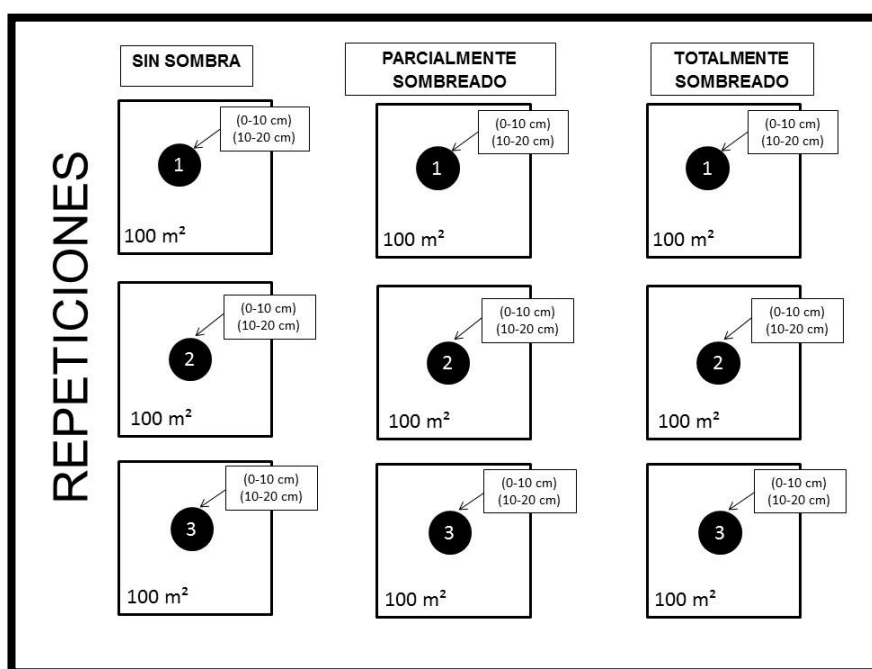 SIN SOMBRA
PARCIALMENTE
SOMBREADO
TOTALMENTE
SOMBREADO
REPETICIONES
(0-10 cm)
(10-20 cm)
1
100 m²
(0-10 cm)
(10-20 cm)
1
100 m²
(0-10 cm)
(10-20 cm)
1
100 m²
(0-10 cm)
(10-20 cm)
2
100 m²
(0-10 cm)
(10-20 cm)
2
100 m²
(0-10 cm)
(10-20 cm)
2
100 m²
(0-10 cm)
(10-20 cm)
3
100 m²
(0-10 cm)
(10-20 cm)
3
100 m²
(0-10 cm)
(10-20 cm)
3
100 m²